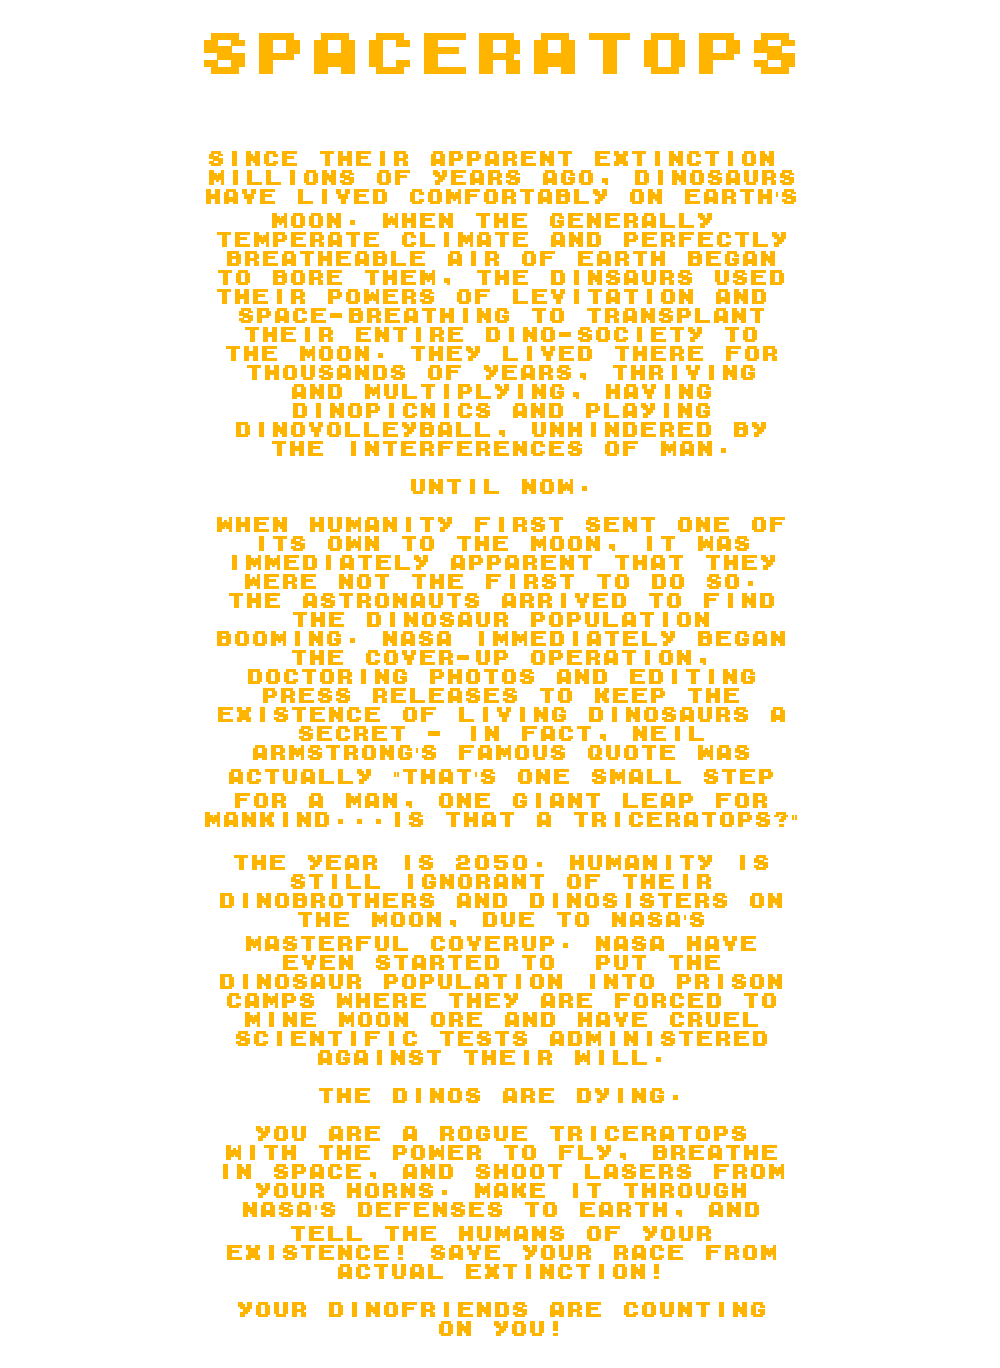 SPACERATOPS
SINCE THEIR APPARENT EXTINCTION
MILLIONS OF YEARS AGO, DINOSAURS
HAVE LIVED COMFORTABLY ON EARTH'S
MOON. WHEN THE GENERALLY
TEMPERATE CLIMATE AND PERFECTLY
BREATHEABLE AIR OF EARTH BEGAN
TO BORE THEM, THE DINSAURS USED
THEIR POWERS OF LEVITATION AND
SPACE-BREATHING TO TRANSPLANT
THEIR ENTIRE DINO-SOCIETY TO
THE MOON. THEY LIVED THERE FOR
THOUSANDS OF YEARS, THRIVING
AND MULTIPLYING, HAVING
DINOPICNICS AND PLAYING
DINOVOLLEYBALL, UNHINDERED BY
THE INTERFERENCES OF MAN.
UNTIL NOW.
WHEN HUMANITY FIRST SENT ONE OF
ITS OWN TO THE MOON, IT WAS
IMMEDIATELY APPARENT THAT THEY
WERE NOT THE FIRST TO DO SO.
THE ASTRONAUTS ARRIVED TO FIND
THE DINOSAUR POPULATION
BOOMING. NASA IMMEDIATELY BEGAN
THE COVER-UP OPERATION,
DOCTORING PHOTOS AND EDITING
PRESS RELEASES TO KEEP THE
EXISTENCE OF LIVING DINOSAURS A
SECRET - IN FACT, NEIL
ARMSTRONG'S FAMOUS QUOTE WAS
ACTUALLY "THAT'S ONE SMALL STEP
FOR A MAN, ONE GIANT LEAP FOR
MANKIND...IS THAT A TRICERATOPS?"
THE YEAR IS 2050. HUMANITY IS
STILL IGNORANT OF THEIR
DINOBROTHERS AND DINOSISTERS ON
THE MOON, DUE TO NASA'S
MASTERFUL COVERUP. NASA HAVE
EVEN STARTED TO  PUT THE
DINOSAUR POPULATION INTO PRISON
CAMPS WHERE THEY ARE FORCED TO
MINE MOON ORE AND HAVE CRUEL
SCIENTIFIC TESTS ADMINISTERED
AGAINST THEIR WILL.
THE DINOS ARE DYING.
YOU ARE A ROGUE TRICERATOPS
WITH THE POWER TO FLY, BREATHE
IN SPACE, AND SHOOT LASERS FROM
YOUR HORNS. MAKE IT THROUGH
NASA'S DEFENSES TO EARTH, AND
TELL THE HUMANS OF YOUR
EXISTENCE! SAVE YOUR RACE FROM
ACTUAL EXTINCTION!
YOUR DINOFRIENDS ARE COUNTING
ON YOU!